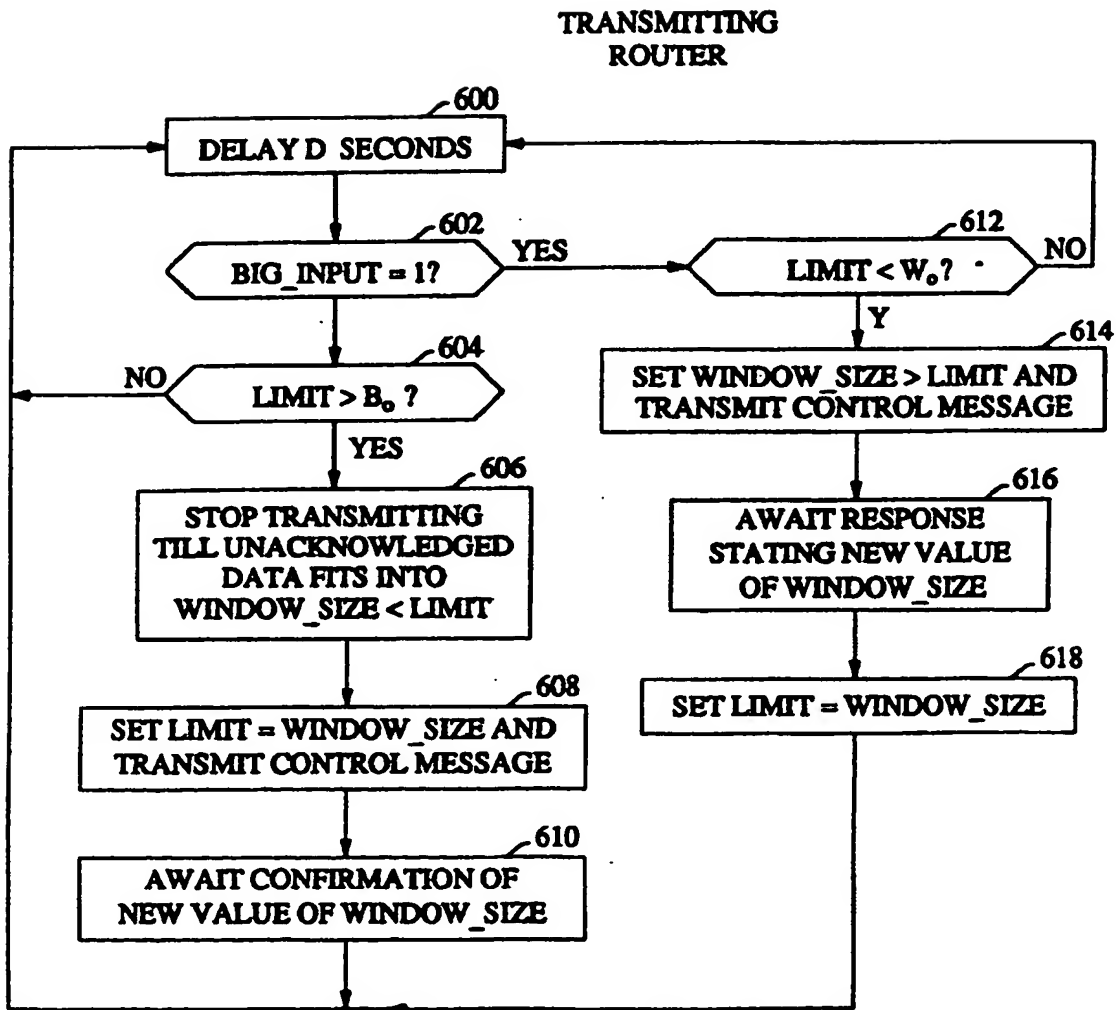 TRANSMITTING
ROUTER
600
DELAY D SECONDS
602
BIG_INPUT = 1?
YES
612
LIMIT < Wₒ?
NO
Y
604
NO
LIMIT > Bₒ ?
YES
614
SET WINDOW_SIZE > LIMIT AND
TRANSMIT CONTROL MESSAGE
606
STOP TRANSMITTING
TILL UNACKNOWLEDGED
DATA FITS INTO
WINDOW_SIZE < LIMIT
616
AWAIT RESPONSE
STATING NEW VALUE
OF WINDOW_SIZE
608
SET LIMIT = WINDOW_SIZE AND
TRANSMIT CONTROL MESSAGE
618
SET LIMIT = WINDOW_SIZE
610
AWAIT CONFIRMATION OF
NEW VALUE OF WINDOW_SIZE